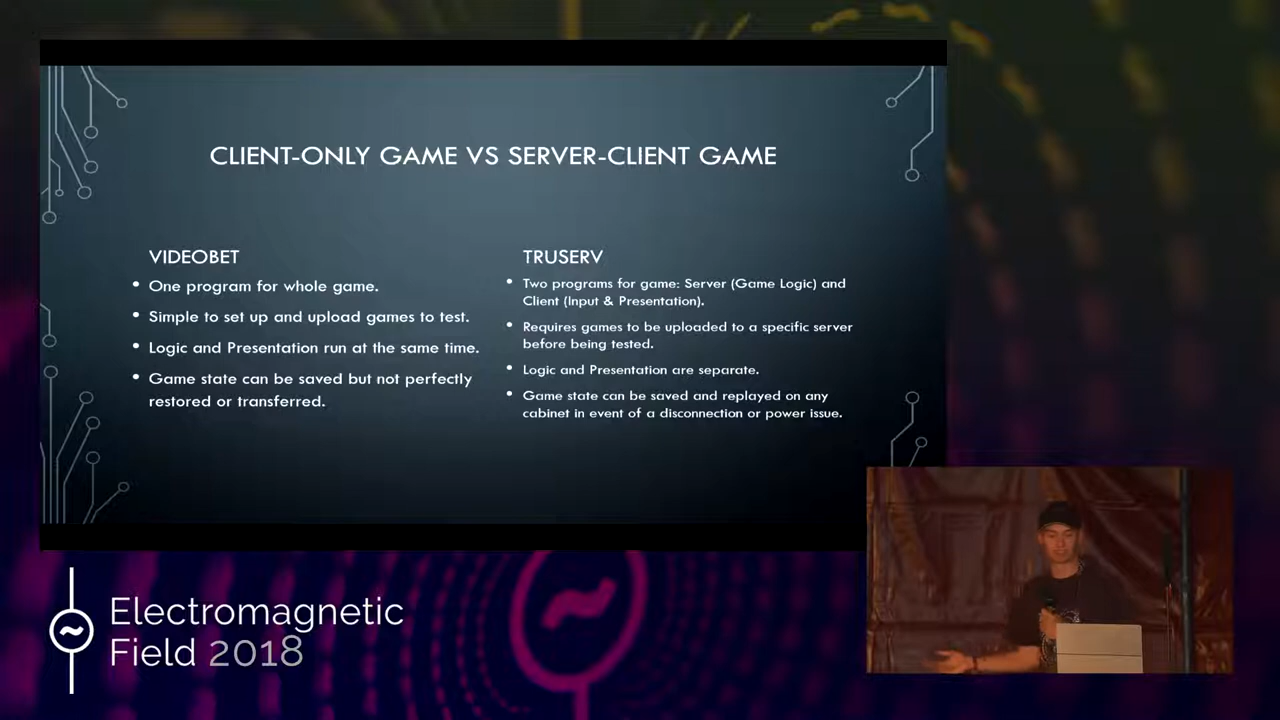 CLIENT-ONLY GAME VS SERVER-CLIENT GAME
VIDEOBET
• One program for whole game.
• Simple to set up and upload games to test.
• Logic and Presentation run at the same time.
• Game state can be saved but not perfectly
restored or transferred.
TRUSERV
• Two programs for game: Server (Game Logic) and
Client (Input & Presentation).
• Requires games to be uploaded to a specific server
before being tested.
• Logic and Presentation are separate.
• Game state can be saved and replayed on any
cabinet in event of a disconnection or power issue.
Electromagnetic
Field 2018